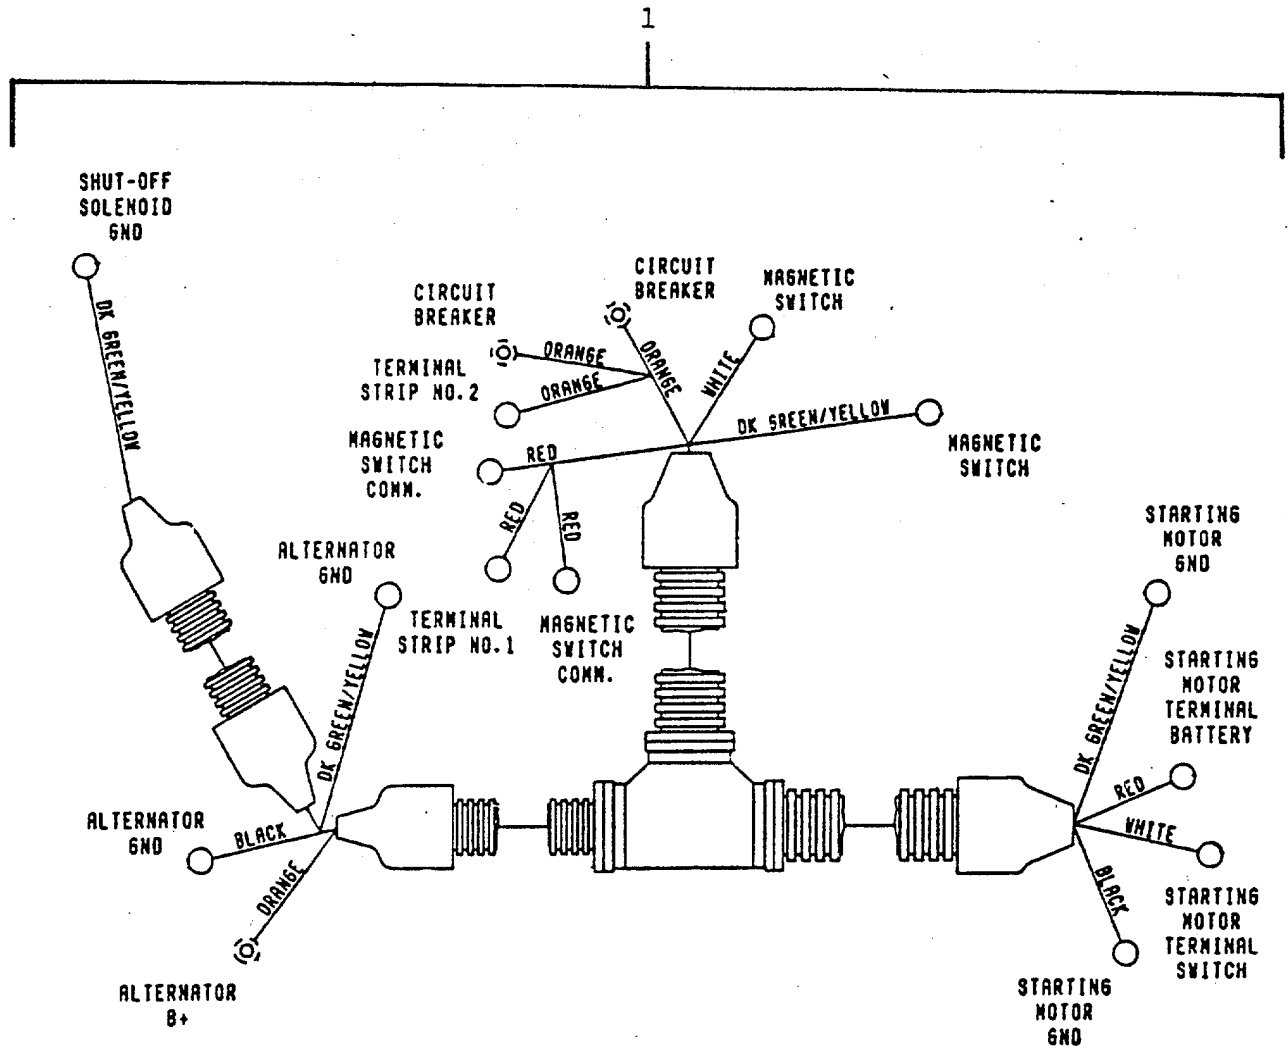 1
SHUT-OFF
SOLENOID
GND
DK GREEN/YELLOW
CIRCUIT
BREAKER
CIRCUIT
BREAKER
MAGNETIC
SWITCH
ORANGE
ORANGE
ORANGE
WHITE
TERMINAL
STRIP NO.2
DK GREEN/YELLOW
MAGNETIC
SWITCH
MAGNETIC
SWITCH
COMM.
RED
RED
RED
TERMINAL
STRIP NO.1
MAGNETIC
SWITCH
COMM.
ALTERNATOR
GND
DK GREEN/YELLOW
ALTERNATOR
GND
BLACK
ORANGE
ALTERNATOR
B+
STARTING
MOTOR
GND
DK GREEN/YELLOW
STARTING
MOTOR
TERMINAL
BATTERY
RED
WHITE
STARTING
MOTOR
TERMINAL
SWITCH
BLACK
STARTING
MOTOR
GND